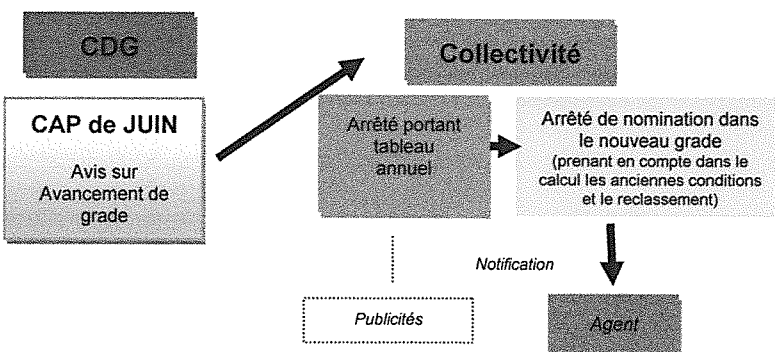 CDG
Collectivité
CAP de JUIN
Avis sur
Avancement de
grade
Arrêté portant
tableau
annuel
Arrêté de nomination dans
le nouveau grade
(prenant en compte dans le
calcul les anciennes conditions
et le reclassement)
Notification
Publicités
Agent